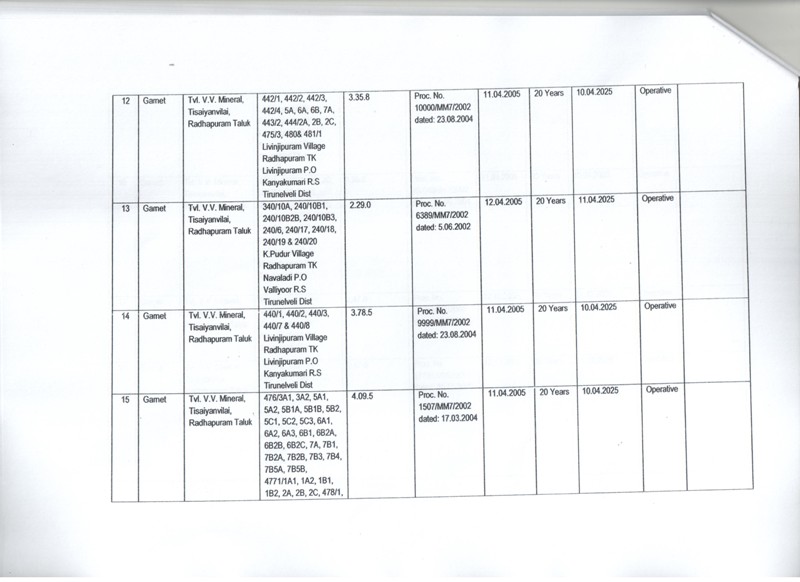 12
Garnet
Tvl. V.V. Mineral,
Tisaiyanvilai,
Radhapuram Taluk
442/1, 442/2, 442/3,
442/4, 5A, 6A, 6B, 7A,
443/2, 444/2A, 2B, 2C,
475/3, 480& 481/1
Livinjipuram Village
Radhapuram TK
Livinjipuram P.O
Kanyakumari R.S
Tirunelveli Dist
3.35.8
Proc. No.
10000/MM7/2002
dated: 23.08.2004
11.04.2005
20 Years
10.04.2025
Operative
13
Garnet
Tvl. V.V. Mineral,
Tisaiyanvilai,
Radhapuram Taluk
340/10A, 240/10B1,
240/10B2B, 240/10B3,
240/6, 240/17, 240/18,
240/19 & 240/20
K.Pudur Village
Radhapuram TK
Navaladi P.O
Valliyoor R.S
Tirunelveli Dist
2.29.0
Proc. No.
6389/MM7/2002
dated: 5.06.2002
12.04.2005
20 Years
11.04.2025
Operative
14
Garnet
Tvl. V.V. Mineral,
Tisaiyanvilai,
Radhapuram Taluk
440/1, 440/2, 440/3,
440/7 & 440/8
Livinjipuram Village
Radhapuram TK
Livinjipuram P.O
Kanyakumari R.S
Tirunelveli Dist
3.78.5
Proc. No.
9999/MM7/2002
dated: 23.08.2004
11.04.2005
20 Years
10.04.2025
Operative
15
Garnet
Tvl. V.V. Mineral,
Tisaiyanvilai,
Radhapuram Taluk
476/3A1, 3A2, 5A1,
5A2, 5B1A, 5B1B, 5B2,
5C1, 5C2, 5C3, 6A1,
6A2, 6A3, 6B1, 6B2A,
6B2B, 6B2C, 7A, 7B1,
7B2A, 7B2B, 7B3, 7B4,
7B5A, 7B5B,
4771/1A1, 1A2, 1B1,
1B2, 2A, 2B, 2C, 478/1,
4.09.5
Proc. No.
1507/MM7/2002
dated: 17.03.2004
11.04.2005
20 Years
10.04.2025
Operative